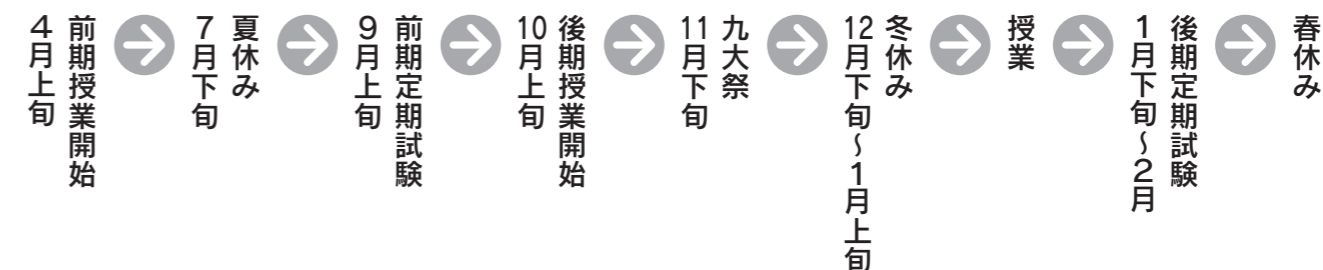 前期授業開始
4月上旬
夏休み
7月下旬
前期定期試験
9月上旬
後期授業開始
10月上旬
九大祭
11月下旬
冬休み
12月下旬〜1月上旬
授業
後期定期試験
1月下旬〜2月
春休み